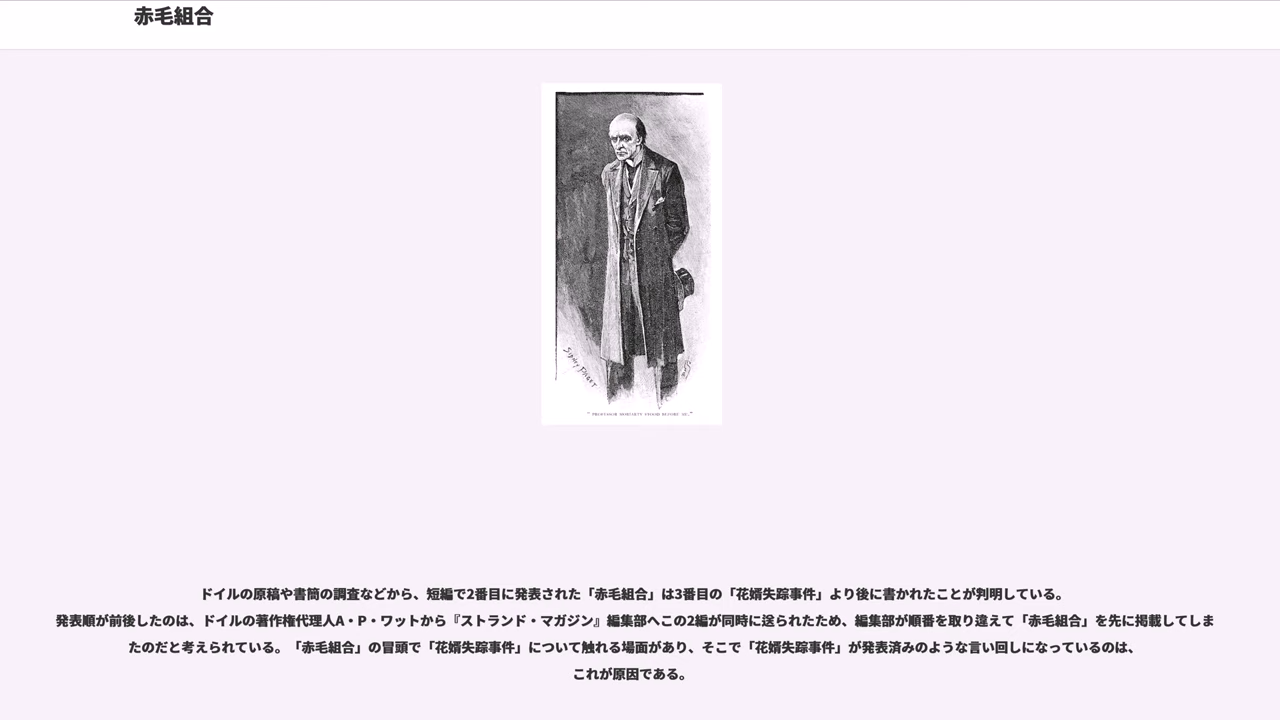 赤毛組合
Sidney Paget
" PROFESSOR MORIARTY STOOD BEFORE ME."
ドイルの原稿や書簡の調査などから、短編で2番目に発表された「赤毛組合」は3番目の「花婿失踪事件」より後に書かれたことが判明している。
発表順が前後したのは、ドイルの著作権代理人A・P・ワットから『ストランド・マガジン』編集部へこの2編が同時に送られたため、編集部が順番を取り違えて「赤毛組合」を先に掲載してしま
たのだと考えられている。「赤毛組合」の冒頭で「花婿失踪事件」について触れる場面があり、そこで「花婿失踪事件」が発表済みのような言い回しになっているのは、
これが原因である。